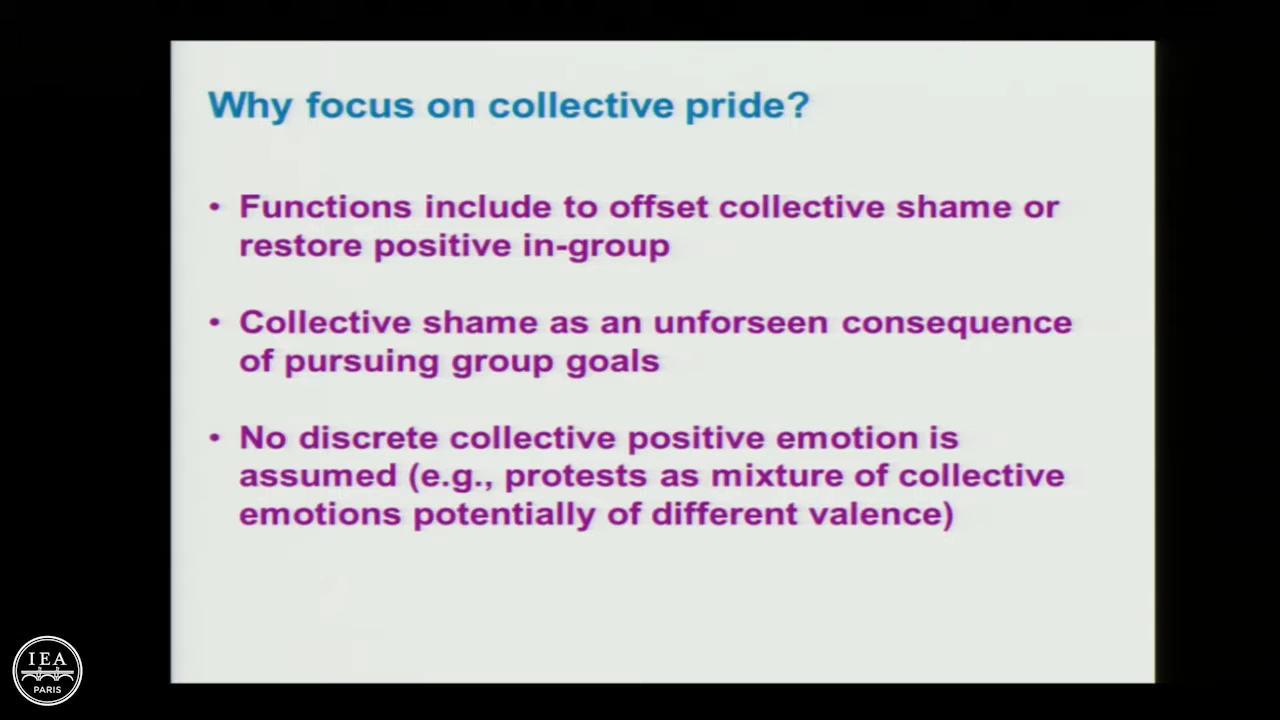 Why focus on collective pride?
• Functions include to offset collective shame or
restore positive in-group
• Collective shame as an unforseen consequence
of pursuing group goals
• No discrete collective positive emotion is
assumed (e.g., protests as mixture of collective
emotions potentially of different valence)
IEA
PARIS